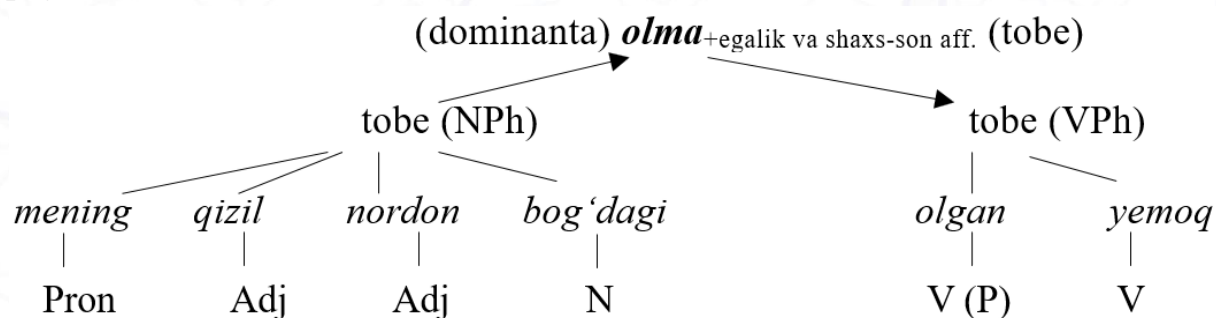 (dominanta) olma+egalik va shaxs-son aff. (tobe)
tobe (NPh) tobe (VPh)
mening qizil nordon bog‘dagi olgan yemoq
Pron Adj Adj N V (P) V